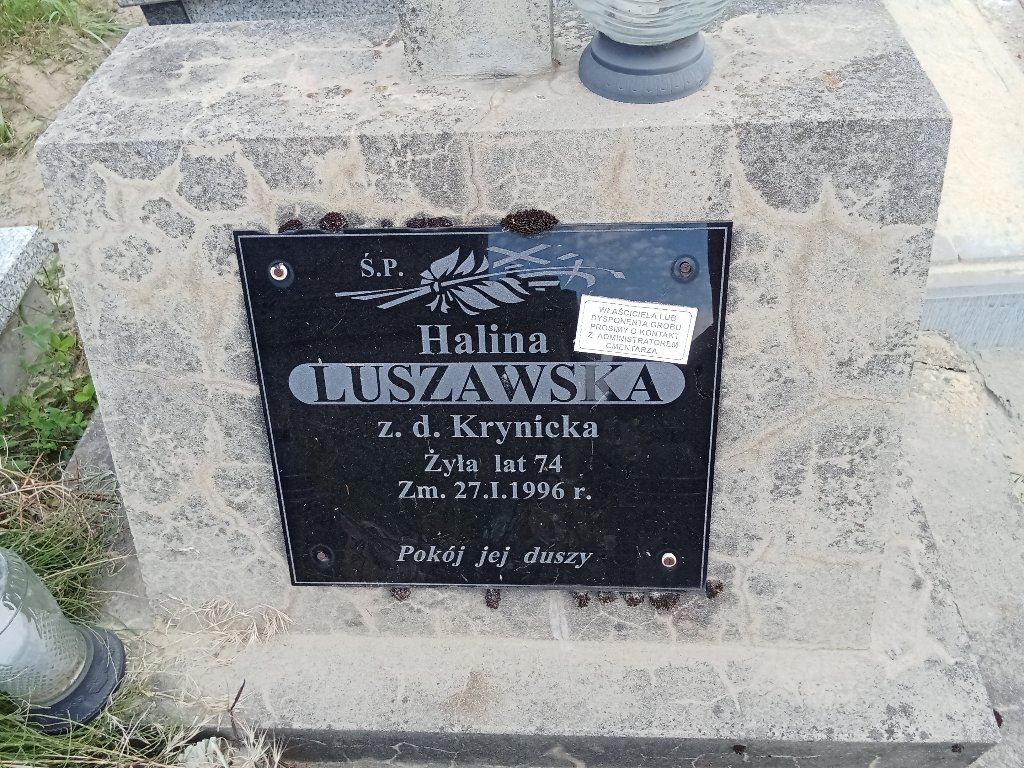 Ś.P.
Halina
LUSZAWSKA
z. d. Krynicka
Żyła lat 74
Zm. 27.I.1996 r.
Pokój jej duszy
WŁAŚCICIELA LUB
DYSPONENTA GROBU
PROSIMY O KONTAKT
Z ADMINISTRATOREM
CMENTARZA